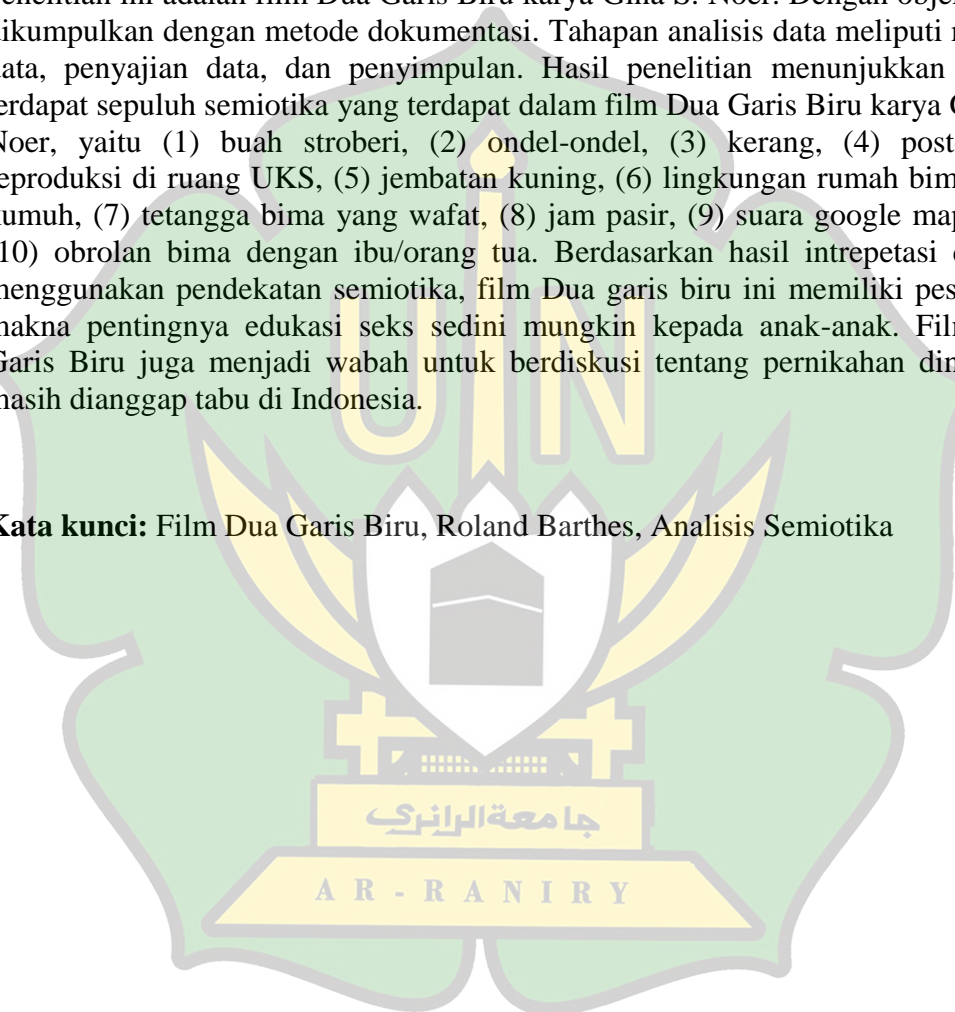 penelitian ini adalah film Dua Garis Biru karya Gina S. Noer. Dengan obje
dikumpulkan dengan metode dokumentasi. Tahapan analisis data meliputi
data, penyajian data, dan penyimpulan. Hasil penelitian menunjukkan
terdapat sepuluh semiotika yang terdapat dalam film Dua Garis Biru karya
Noer, yaitu (1) buah stroberi, (2) ondel-ondel, (3) kerang, (4) post
reproduksi di ruang UKS, (5) jembatan kuning, (6) lingkungan rumah bim
kumuh, (7) tetangga bima yang wafat, (8) jam pasir, (9) suara google map
(10) obrolan bima dengan ibu/orang tua. Berdasarkan hasil intrepetasi
menggunakan pendekatan semiotika, film Dua garis biru ini memiliki pes
makna pentingnya edukasi seks sedini mungkin kepada anak-anak. Fil
Garis Biru juga menjadi wabah untuk berdiskusi tentang pernikahan din
masih dianggap tabu di Indonesia.
UIN
Kata kunci: Film Dua Garis Biru, Roland Barthes, Analisis Semiotika
جامعة الرانري
AR-RANIRY